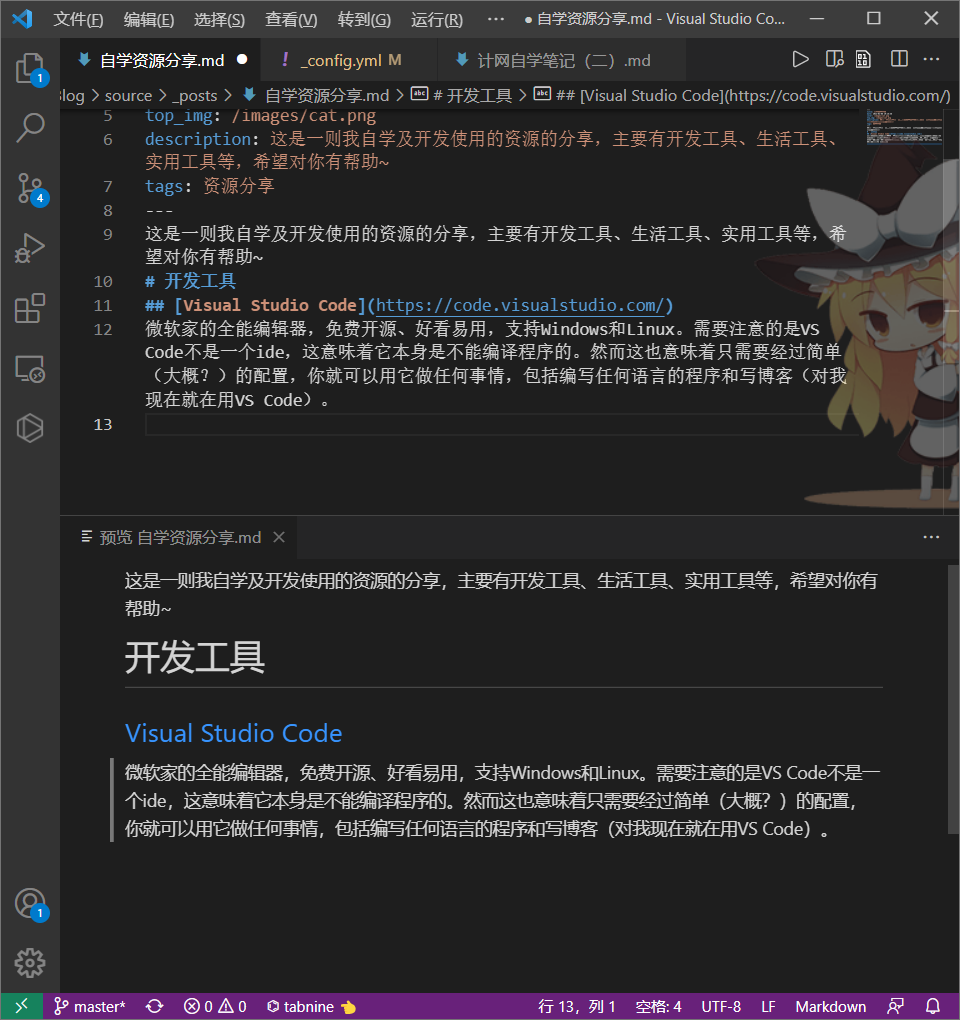 文件(F) 编辑(E) 选择(S) 查看(V) 转到(G) 运行(R) ··· ● 自学资源分享.md - Visual Studio Co...
自学资源分享.md ● ! _config.yml M 计网自学笔记（二）.md ···
Blog > source > _posts > 自学资源分享.md > abc # 开发工具 > abc ## [Visual Studio Code](https://code.visualstudio.com/)
1
5 top_img: /images/cat.png
6 description: 这是一则我自学及开发使用的资源的分享，主要有开发工具、生活工具、
实用工具等，希望对你有帮助~
7 tags: 资源分享
8 ---
9 这是一则我自学及开发使用的资源的分享，主要有开发工具、生活工具、实用工具等，希
望对你有帮助~
10 # 开发工具
11 ## [Visual Studio Code](https://code.visualstudio.com/)
12 微软家的全能编辑器，免费开源、好看易用，支持Windows和Linux。需要注意的是VS
Code不是一个ide，这意味着它本身是不能编译程序的。然而这也意味着只需要经过简单
（大概？）的配置，你就可以用它做任何事情，包括编写任何语言的程序和写博客（对我
现在就在用VS Code）。
13
4
预览 自学资源分享.md ···
这是一则我自学及开发使用的资源的分享，主要有开发工具、生活工具、实用工具等，希望对你有
帮助~
开发工具
Visual Studio Code
微软家的全能编辑器，免费开源、好看易用，支持Windows和Linux。需要注意的是VS Code不是一
个ide，这意味着它本身是不能编译程序的。然而这也意味着只需要经过简单（大概？）的配置，
你就可以用它做任何事情，包括编写任何语言的程序和写博客（对我现在就在用VS Code）。
1
master* 0 0 tabnine 👈 行 13，列 1 空格: 4 UTF-8 LF Markdown